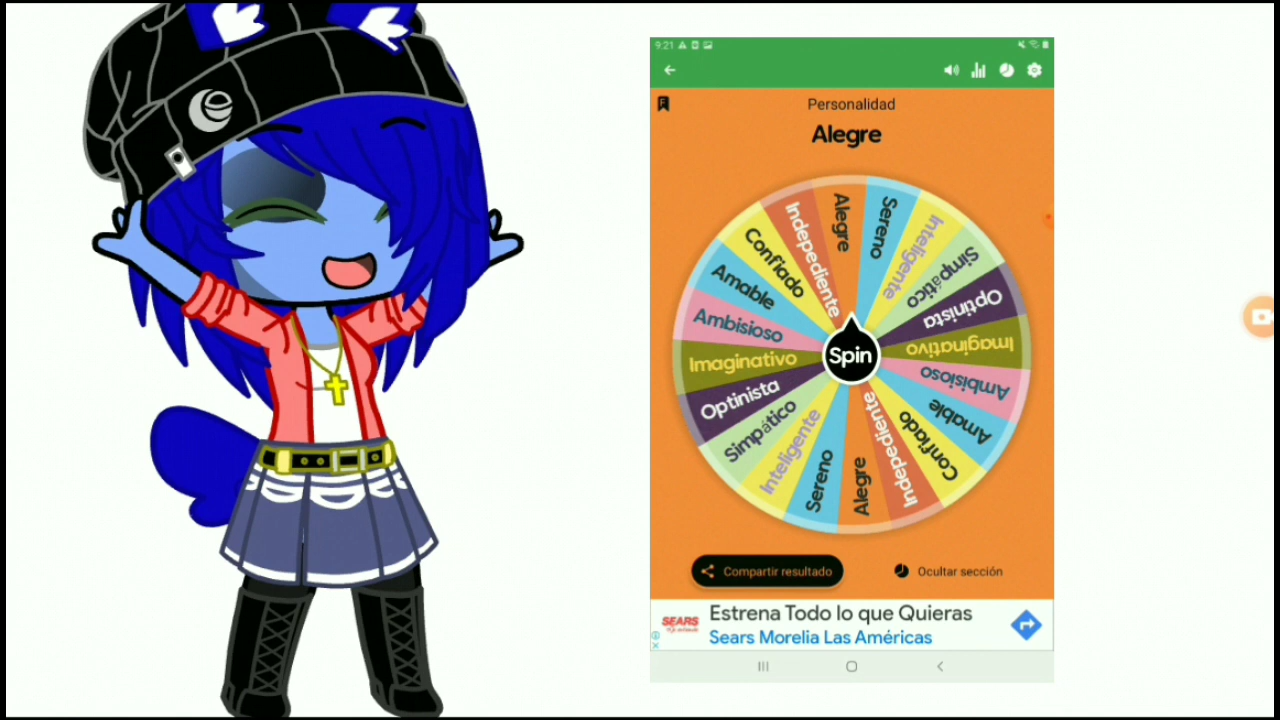 9:21
Personalidad
Alegre
Alegre
Sereno
Inteligente
Simpático
Optinista
Imaginativo
Ambisioso
Amable
Confiado
Indepediente
Alegre
Sereno
Inteligente
Simpático
Optinista
Imaginativo
Ambisioso
Amable
Confiado
Indepediente
Spin
Compartir resultado
Ocultar sección
SEARS
Estrena Todo lo que Quieras
Sears Morelia Las Américas